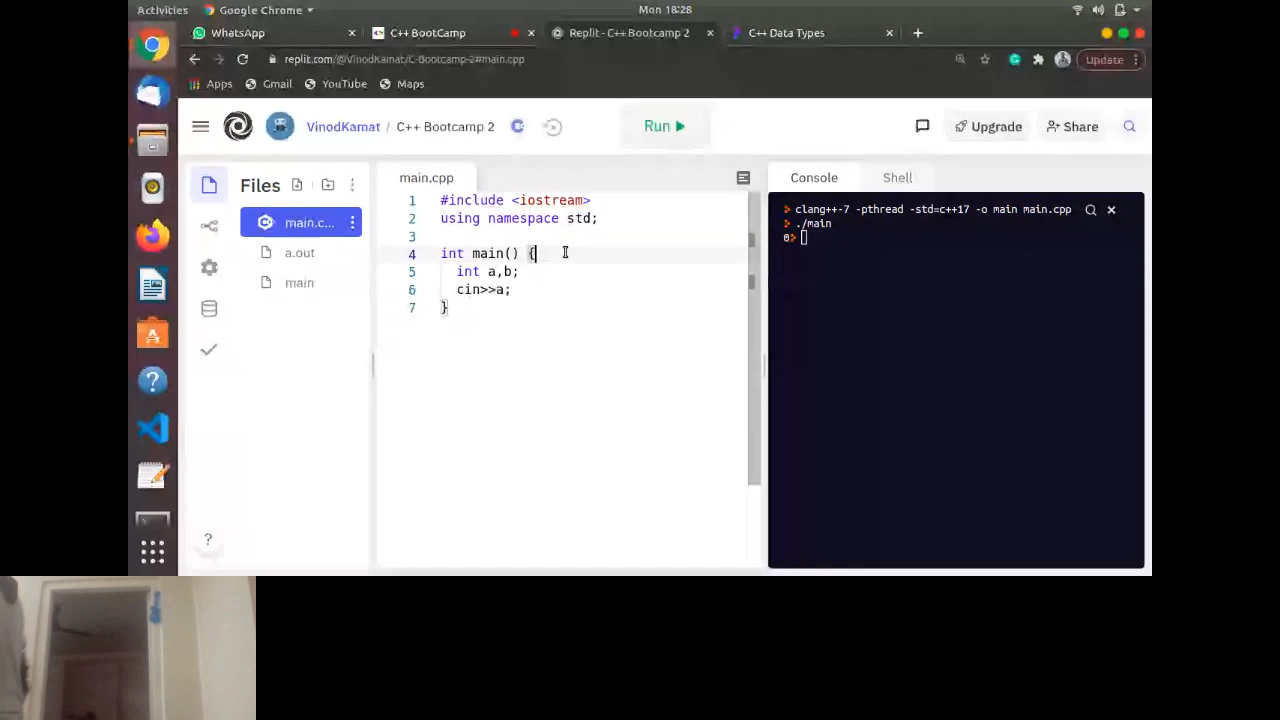 Activities Google Chrome Mon 18:28
WhatsApp × C++ BootCamp × Replit - C++ Bootcamp 2 × C++ Data Types × +
replit.com/@VinodKamat/C-Bootcamp-2#main.cpp Update
Apps Gmail YouTube Maps
VinodKamat / C++ Bootcamp 2 Run Upgrade Share
Files main.cpp Console Shell
main.c...
a.out
main
1 #include <iostream>
2 using namespace std;
3
4 int main() {
5 int a,b;
6 cin>>a;
7 }
clang++-7 -pthread -std=c++17 -o main main.cpp
./main
0
?